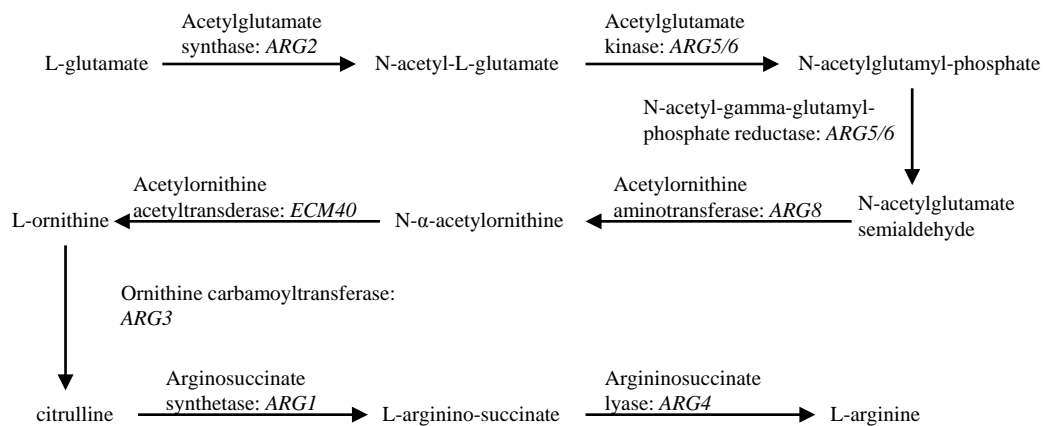 Acetylglutamate
synthase: ARG2
Acetylglutamate
kinase: ARG5/6
L-glutamate
N-acetyl-L-glutamate
N-acetylglutamyl-phosphate
N-acetyl-gamma-glutamyl-
phosphate reductase: ARG5/6
Acetylornithine
acetyltransderase: ECM40
Acetylornithine
aminotransferase: ARG8
L-ornithine
N-α-acetylornithine
N-acetylglutamate
semialdehyde
Ornithine carbamoyltransferase:
ARG3
Arginosuccinate
synthetase: ARG1
Argininosuccinate
lyase: ARG4
citrulline
L-arginino-succinate
L-arginine